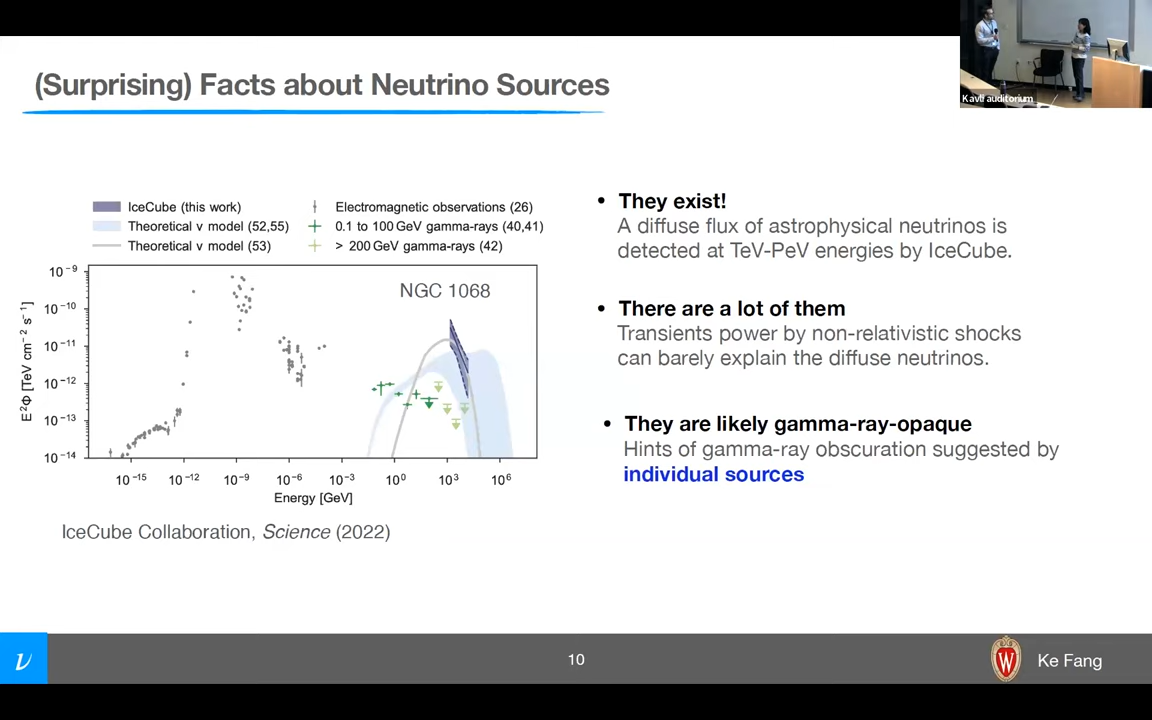 Kavli auditorium
(Surprising) Facts about Neutrino Sources
IceCube (this work)
Theoretical ν model (52,55)
Theoretical ν model (53)
Electromagnetic observations (26)
0.1 to 100 GeV gamma-rays (40,41)
> 200 GeV gamma-rays (42)
NGC 1068
E²Φ [TeV cm⁻² s⁻¹]
10⁻⁹
10⁻¹⁰
10⁻¹¹
10⁻¹²
10⁻¹³
10⁻¹⁴
10⁻¹⁵ 10⁻¹² 10⁻⁹ 10⁻⁶ 10⁻³ 10⁰ 10³ 10⁶
Energy [GeV]
IceCube Collaboration, Science (2022)
• They exist!
A diffuse flux of astrophysical neutrinos is
detected at TeV-PeV energies by IceCube.
• There are a lot of them
Transients power by non-relativistic shocks
can barely explain the diffuse neutrinos.
• They are likely gamma-ray-opaque
Hints of gamma-ray obscuration suggested by
individual sources
ν
10
W
Ke Fang